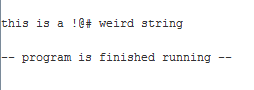 this is a !@# weird string
-- program is finished running --